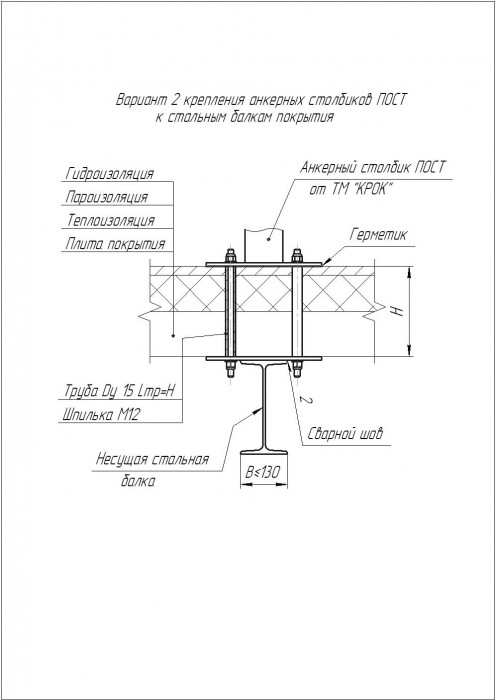 Вариант 2 крепления анкерных столбиков ПОСТ
к стальным балкам покрытия
Гидроизоляция
Пароизоляция
Теплоизоляция
Плита покрытия
Анкерный столбик ПОСТ
от ТМ "КРОК"
Герметик
H
Труба Dу 15 Lтр=H
Шпилька М12
2
Сварной шов
Несущая стальная
балка
B≤130